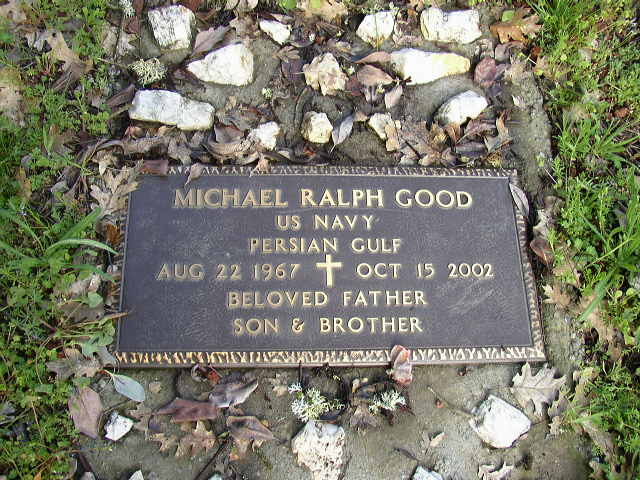 MICHAEL RALPH GOOD
US NAVY
PERSIAN GULF
AUG 22 1967 ✝ OCT 15 2002
BELOVED FATHER
SON & BROTHER